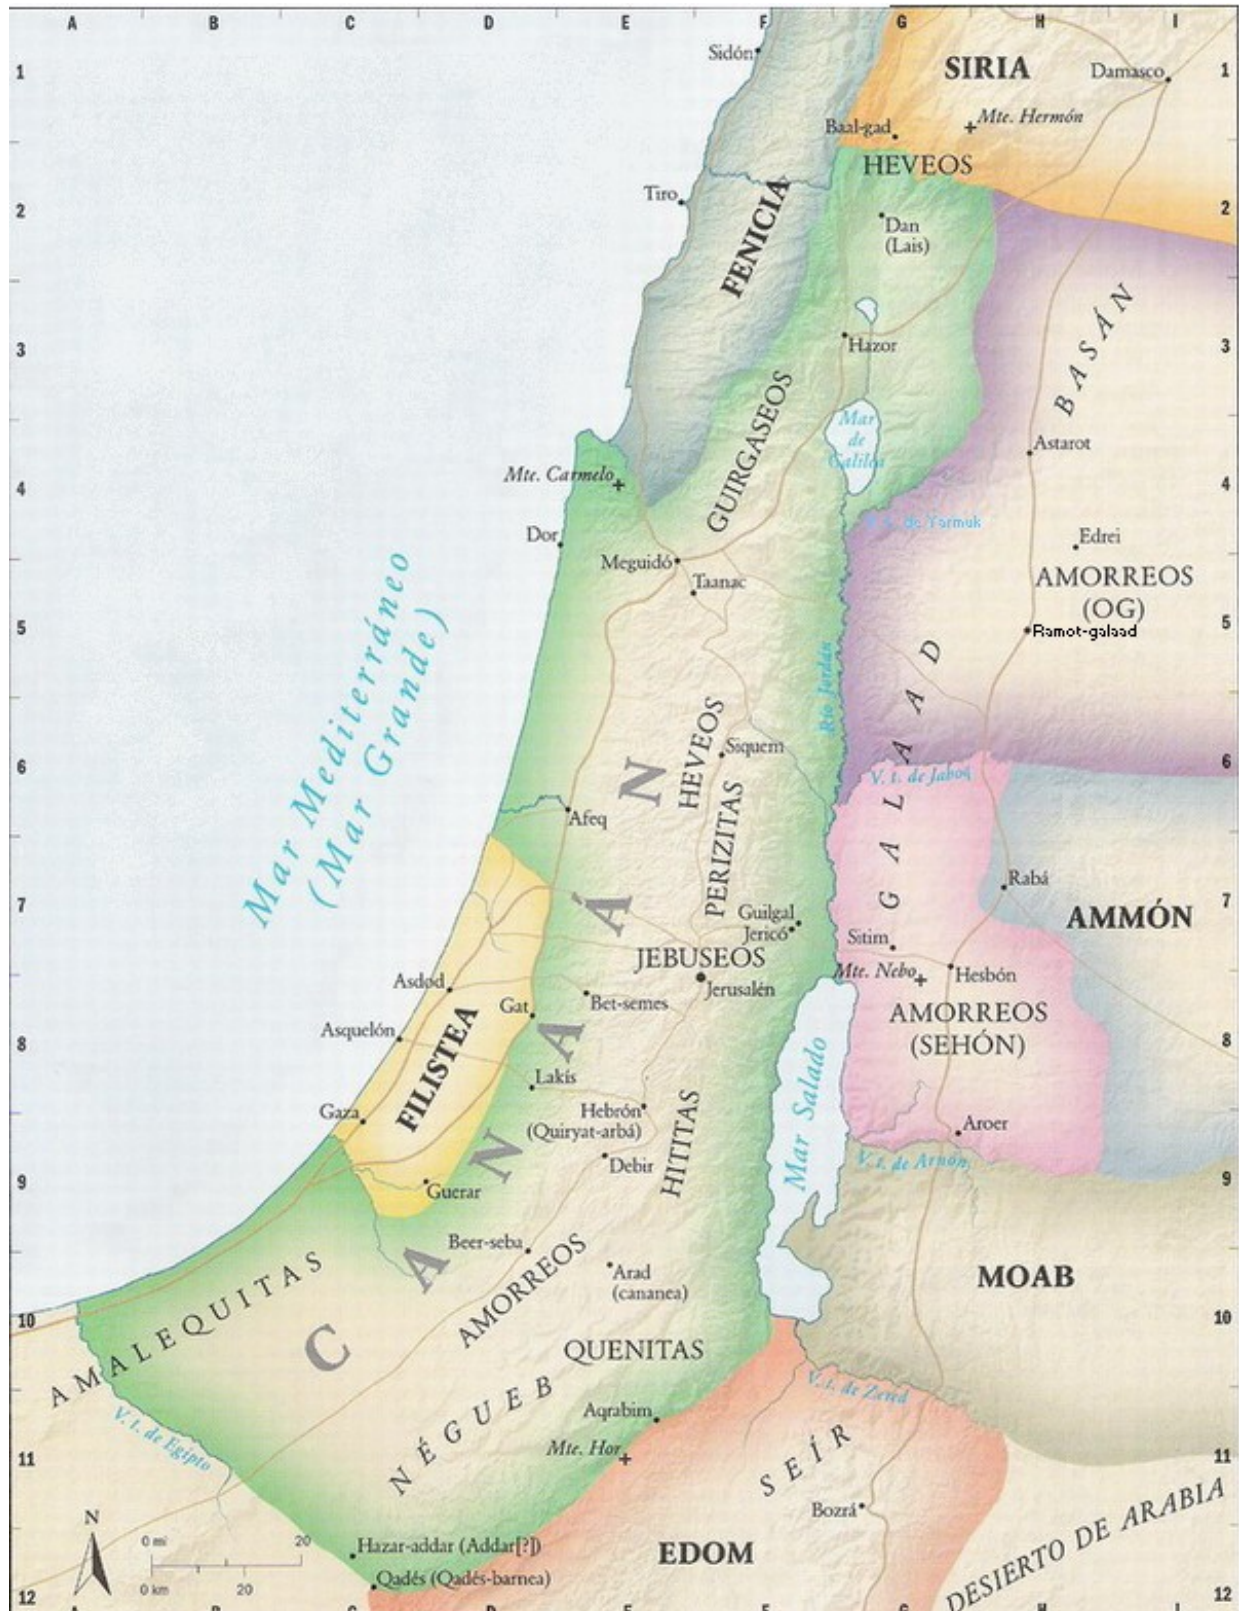 A B C D E F G H I
1
Sidón
SIRIA
Damasco
1
Mte. Hermón
Baal-gad
HEVEOS
2
Tiro
FENICIA
Dan
(Lais)
2
BASÁN
3
Hazor
3
GUIRGASEOS
Mar
de
Galilea
Astarot
Mte. Carmelo
4
4
V. t. de Yarmuk
Dor
Edrei
Meguidó
Taanac
AMORREOS
(OG)
5
Ramot-galaad
5
Mar Mediterráneo
(Mar Grande)
Río Jordán
GALAAD
HEVEOS
Siquem
6
6
V. t. de Jaboq
PERIZITAS
Afeq
CANAÁN
Rabá
7
Guilgal
Jericó
AMMÓN
7
Sitim
JEBUSEOS
Mte. Nebo
Hesbón
Asdod
Jerusalén
Gat
Bet-semes
AMORREOS
(SEHÓN)
Asquelón
8
8
FILISTEA
Mar Salado
Lakís
Gaza
Hebrón
(Quiryat-arbá)
HITITAS
Aroer
V. t. de Arnón
Debir
9
Guerar
9
Beer-seba
AMORREOS
Arad
(cananea)
MOAB
AMALEQUITAS
10
10
QUENITAS
V. t. de Zered
NÉGUEB
Aqrabim
V. t. de Egipto
Mte. Hor
11
SEÍR
11
Bozrá
DESIERTO DE ARABIA
N
0 mi 20
Hazar-addar (Addar[?])
EDOM
0 km 20
Qadés (Qadés-barnea)
12
12
A B C D E F G H I